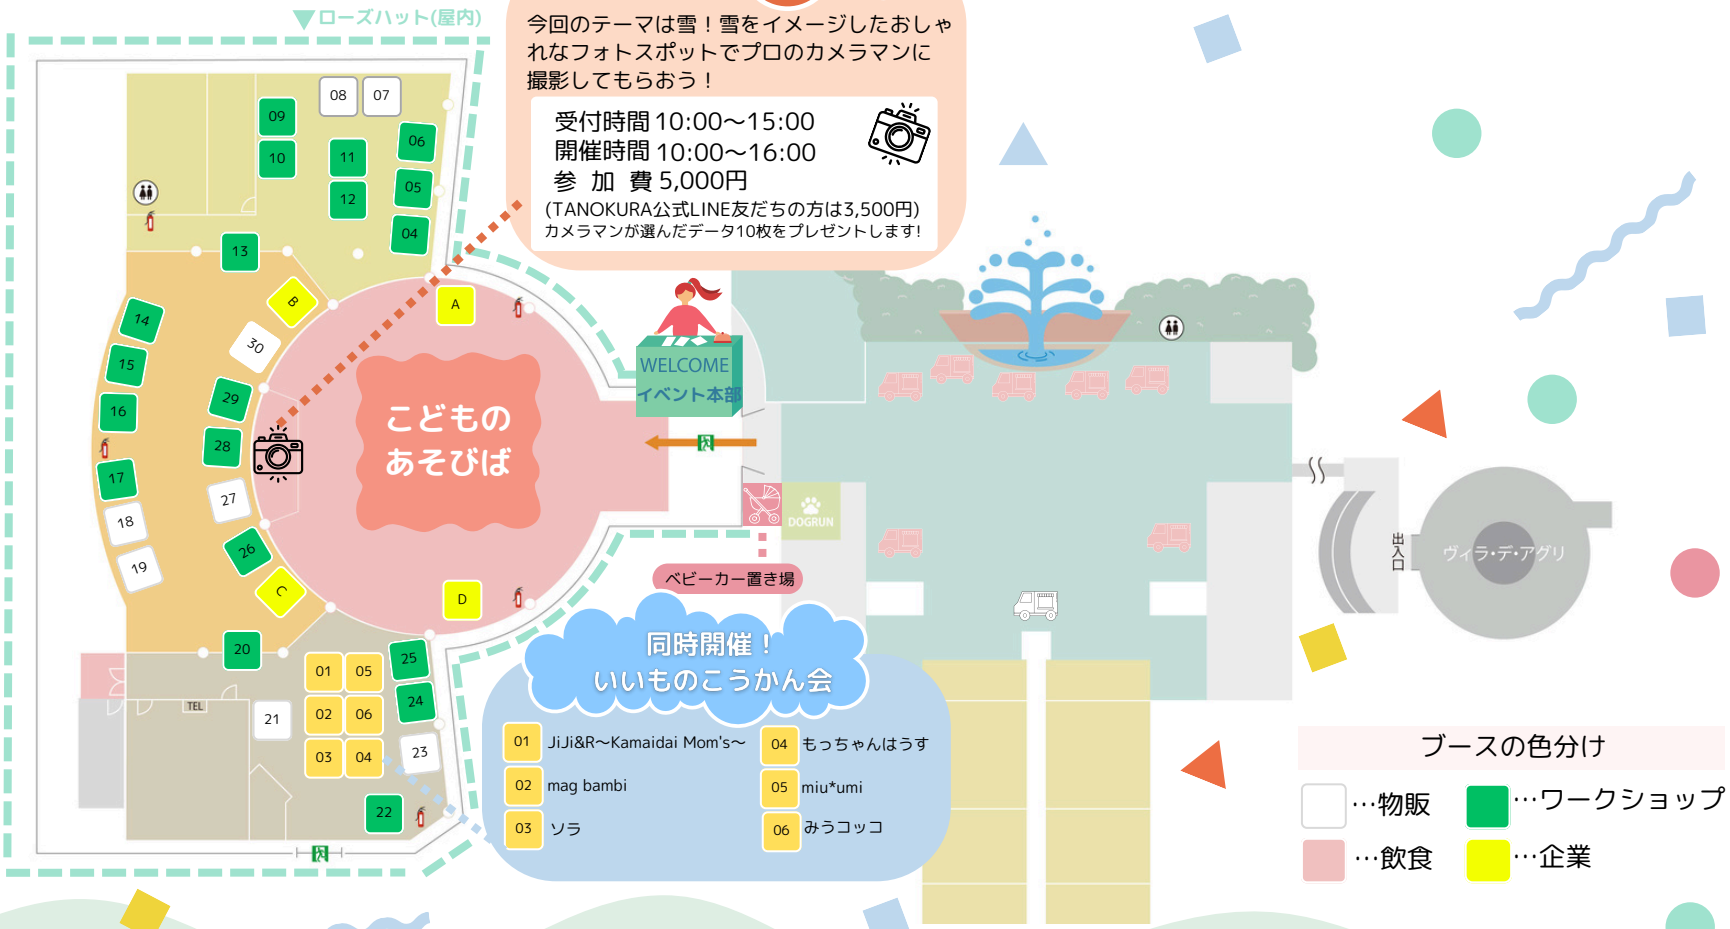 ▼ローズハット(屋内)
今回のテーマは雪！雪をイメージしたおしゃ
れなフォトスポットでプロのカメラマンに
撮影してもらおう！
受付時間 10:00～15:00
開催時間 10:00～16:00
参加費 5,000円
(TANOKURA公式LINE友だちの方は3,500円)
カメラマンが選んだデータ10枚をプレゼントします!
08
07
09
10
11
12
06
05
04
13
B
A
14
30
15
29
16
28
17
27
18
26
19
C
D
こどもの
あそびば
WELCOME
イベント本部
DOGRUN
ベビーカー置き場
出入口
ヴィラ・デ・アグリ
20
25
24
23
22
21
TEL
01
05
02
06
03
04
同時開催！
いいものこうかん会
01 JiJi&R～Kamaidai Mom's～
02 mag bambi
03 ソラ
04 もっちゃんはうす
05 miu*umi
06 みうコッコ
ブースの色分け
…物販
…ワークショップ
…飲食
…企業